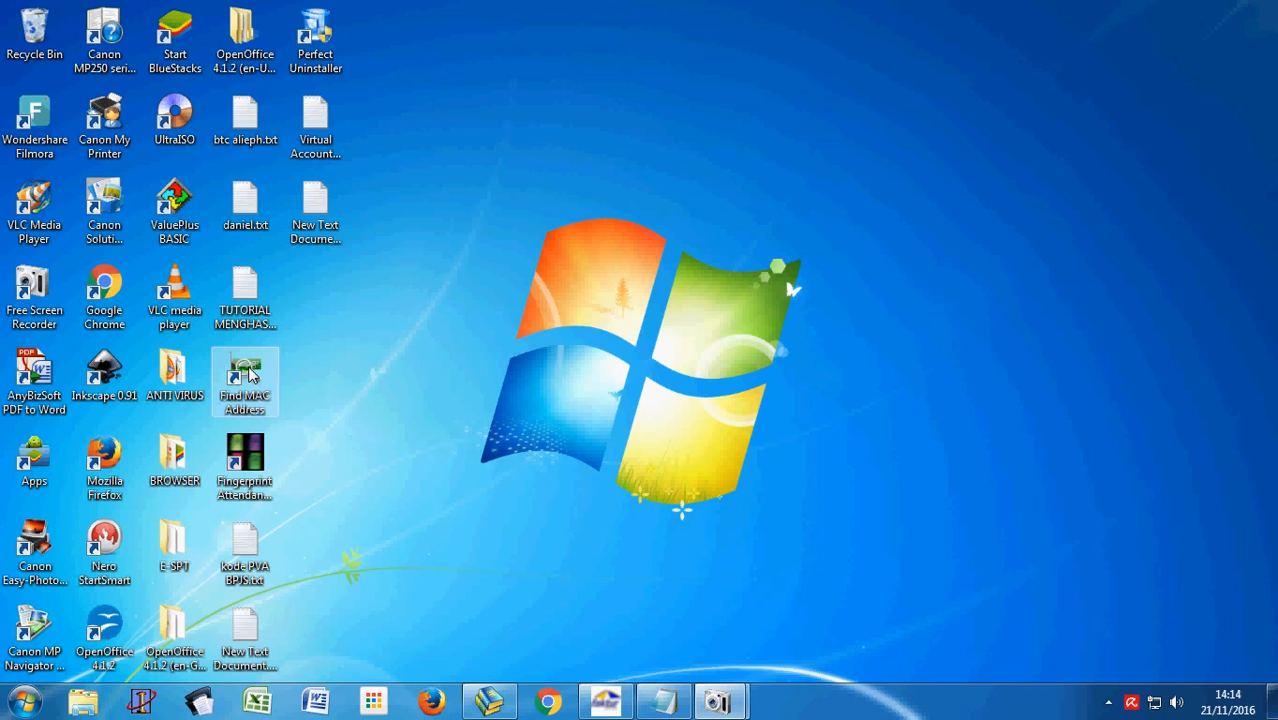 Recycle Bin
Canon
MP250 seri...
Start
BlueStacks
OpenOffice
4.1.2 (en-U...
Perfect
Uninstaller
Wondershare
Filmora
Canon My
Printer
UltraISO
btc alieph.txt
Virtual
Account...
VLC Media
Player
Canon
Soluti...
ValuePlus
BASIC
daniel.txt
New Text
Docume...
Free Screen
Recorder
Google
Chrome
VLC media
player
TUTORIAL
MENGHAS...
PDF
AnyBizSoft
PDF to Word
Inkscape 0.91
ANTI VIRUS
Find MAC
Address
Apps
Mozilla
Firefox
BROWSER
Fingerprint
Attendan...
Canon
Easy-Photo...
Nero
StartSmart
E-SPT
kode PVA
BPJS.txt
Canon MP
Navigator ...
OpenOffice
4.1.2
OpenOffice
4.1.2 (en-G...
New Text
Document....
14:14
21/11/2016